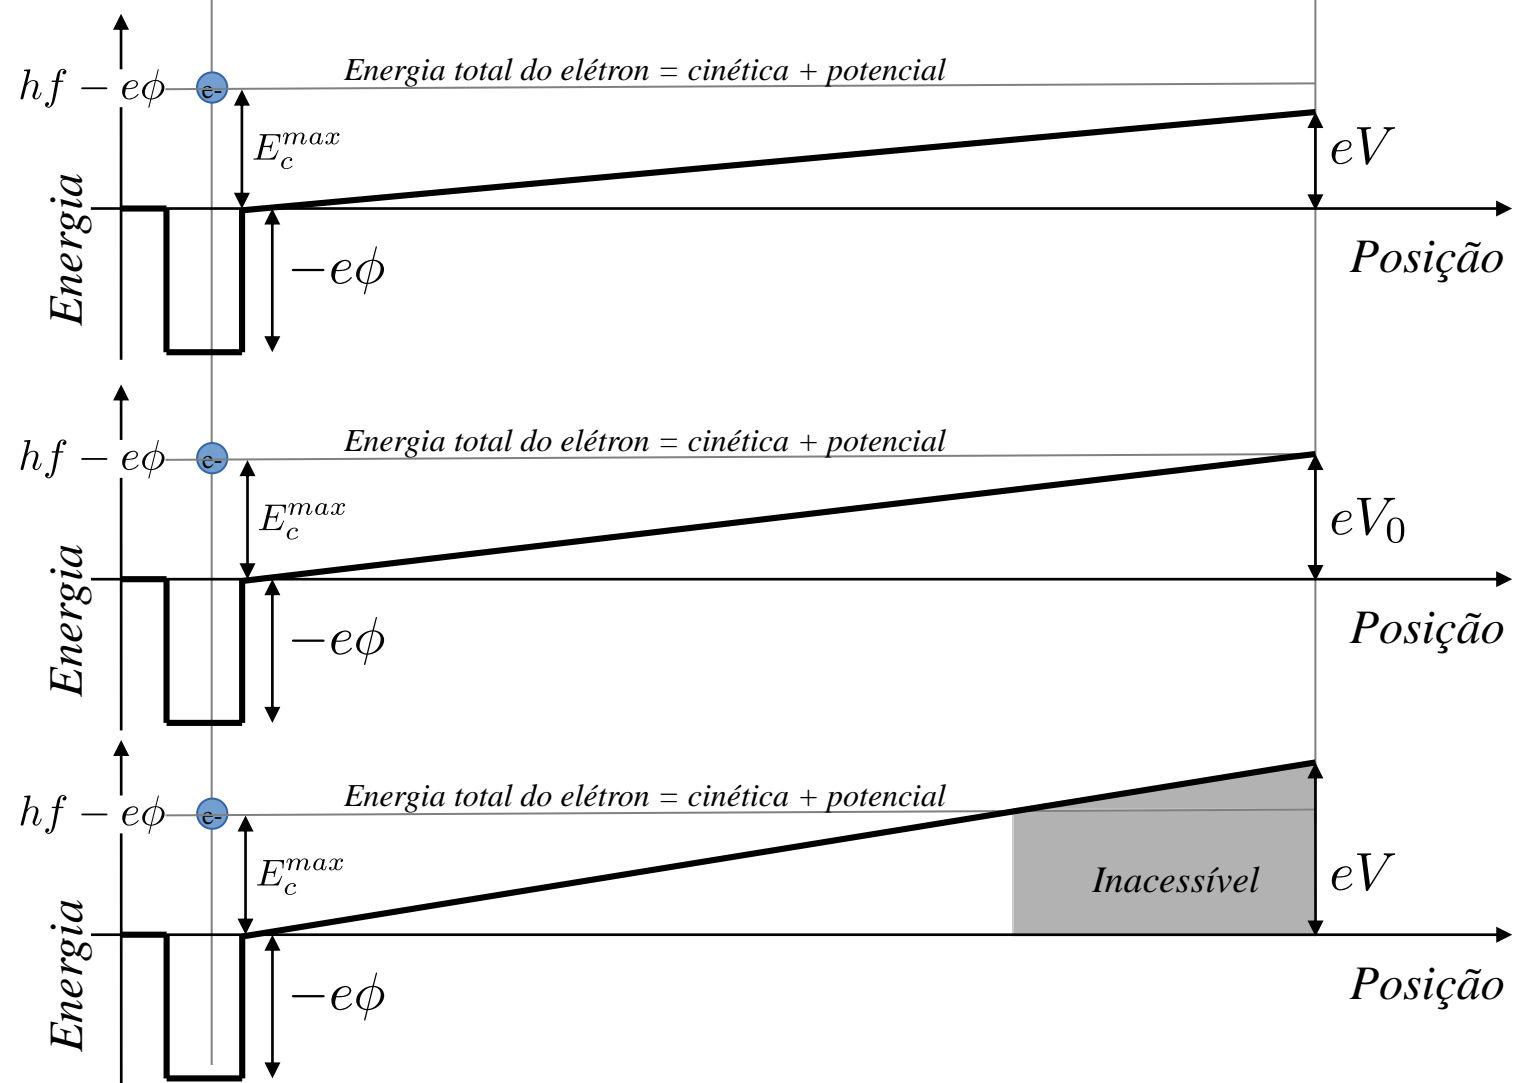 Energia total do elétron = cinética + potencial
hf − eϕ
e-
E_c^{max}
eV
Energia
−eϕ
Posição
Energia total do elétron = cinética + potencial
hf − eϕ
e-
E_c^{max}
eV_0
Energia
−eϕ
Posição
Energia total do elétron = cinética + potencial
hf − eϕ
e-
E_c^{max}
Inacessível
eV
Energia
−eϕ
Posição